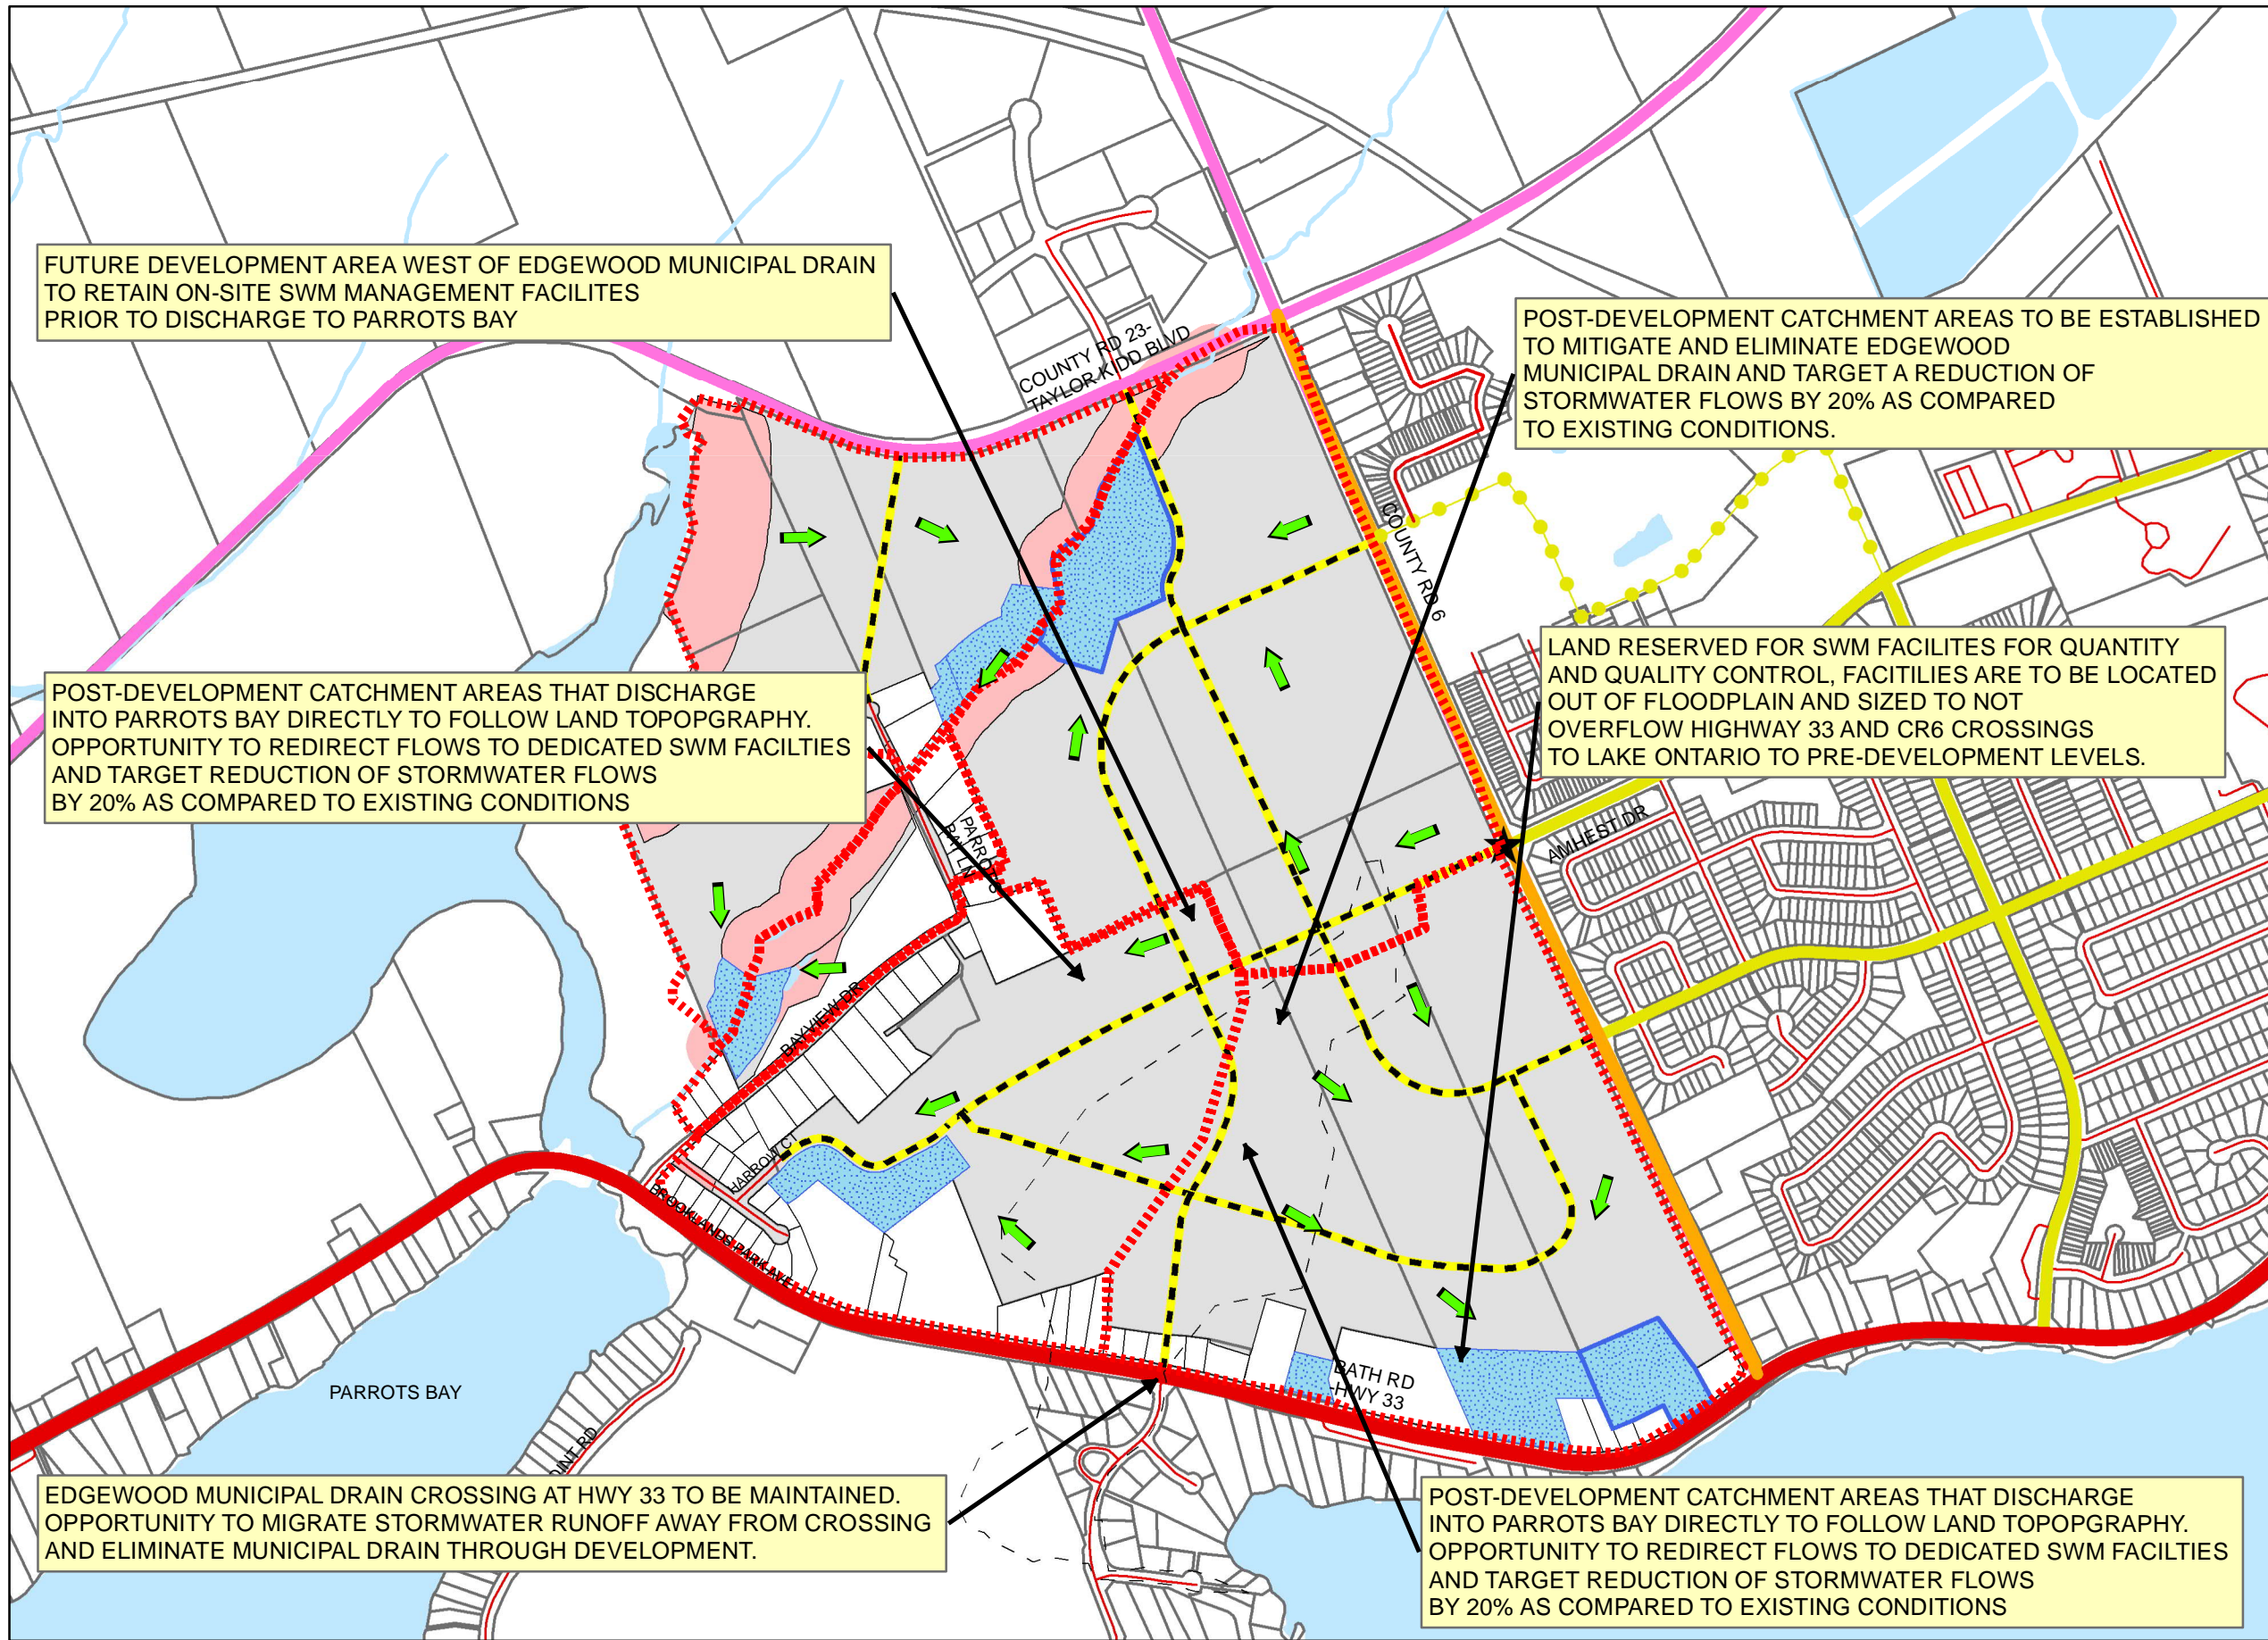 FUTURE DEVELOPMENT AREA WEST OF EDGEWOOD MUNICIPAL DRAIN
TO RETAIN ON-SITE SWM MANAGEMENT FACILITES
PRIOR TO DISCHARGE TO PARROTS BAY
COUNTY RD 23-
TAYLOR KIDD BLVD
POST-DEVELOPMENT CATCHMENT AREAS TO BE ESTABLISHED
TO MITIGATE AND ELIMINATE EDGEWOOD
MUNICIPAL DRAIN AND TARGET A REDUCTION OF
STORMWATER FLOWS BY 20% AS COMPARED
TO EXISTING CONDITIONS.
COUNTY RD 6
LAND RESERVED FOR SWM FACILITES FOR QUANTITY
AND QUALITY CONTROL, FACITILIES ARE TO BE LOCATED
OUT OF FLOODPLAIN AND SIZED TO NOT
OVERFLOW HIGHWAY 33 AND CR6 CROSSINGS
TO LAKE ONTARIO TO PRE-DEVELOPMENT LEVELS.
POST-DEVELOPMENT CATCHMENT AREAS THAT DISCHARGE
INTO PARROTS BAY DIRECTLY TO FOLLOW LAND TOPOPGRAPHY.
OPPORTUNITY TO REDIRECT FLOWS TO DEDICATED SWM FACILTIES
AND TARGET REDUCTION OF STORMWATER FLOWS
BY 20% AS COMPARED TO EXISTING CONDITIONS
PARROTS
BAY LN
AMHEST DR
BAYVIEW DR
HARROW CT
BROOKLANDS PARK AVE
BATH RD
-HWY 33
PARROTS BAY
OINT RD
EDGEWOOD MUNICIPAL DRAIN CROSSING AT HWY 33 TO BE MAINTAINED.
OPPORTUNITY TO MIGRATE STORMWATER RUNOFF AWAY FROM CROSSING
AND ELIMINATE MUNICIPAL DRAIN THROUGH DEVELOPMENT.
POST-DEVELOPMENT CATCHMENT AREAS THAT DISCHARGE
INTO PARROTS BAY DIRECTLY TO FOLLOW LAND TOPOPGRAPHY.
OPPORTUNITY TO REDIRECT FLOWS TO DEDICATED SWM FACILTIES
AND TARGET REDUCTION OF STORMWATER FLOWS
BY 20% AS COMPARED TO EXISTING CONDITIONS